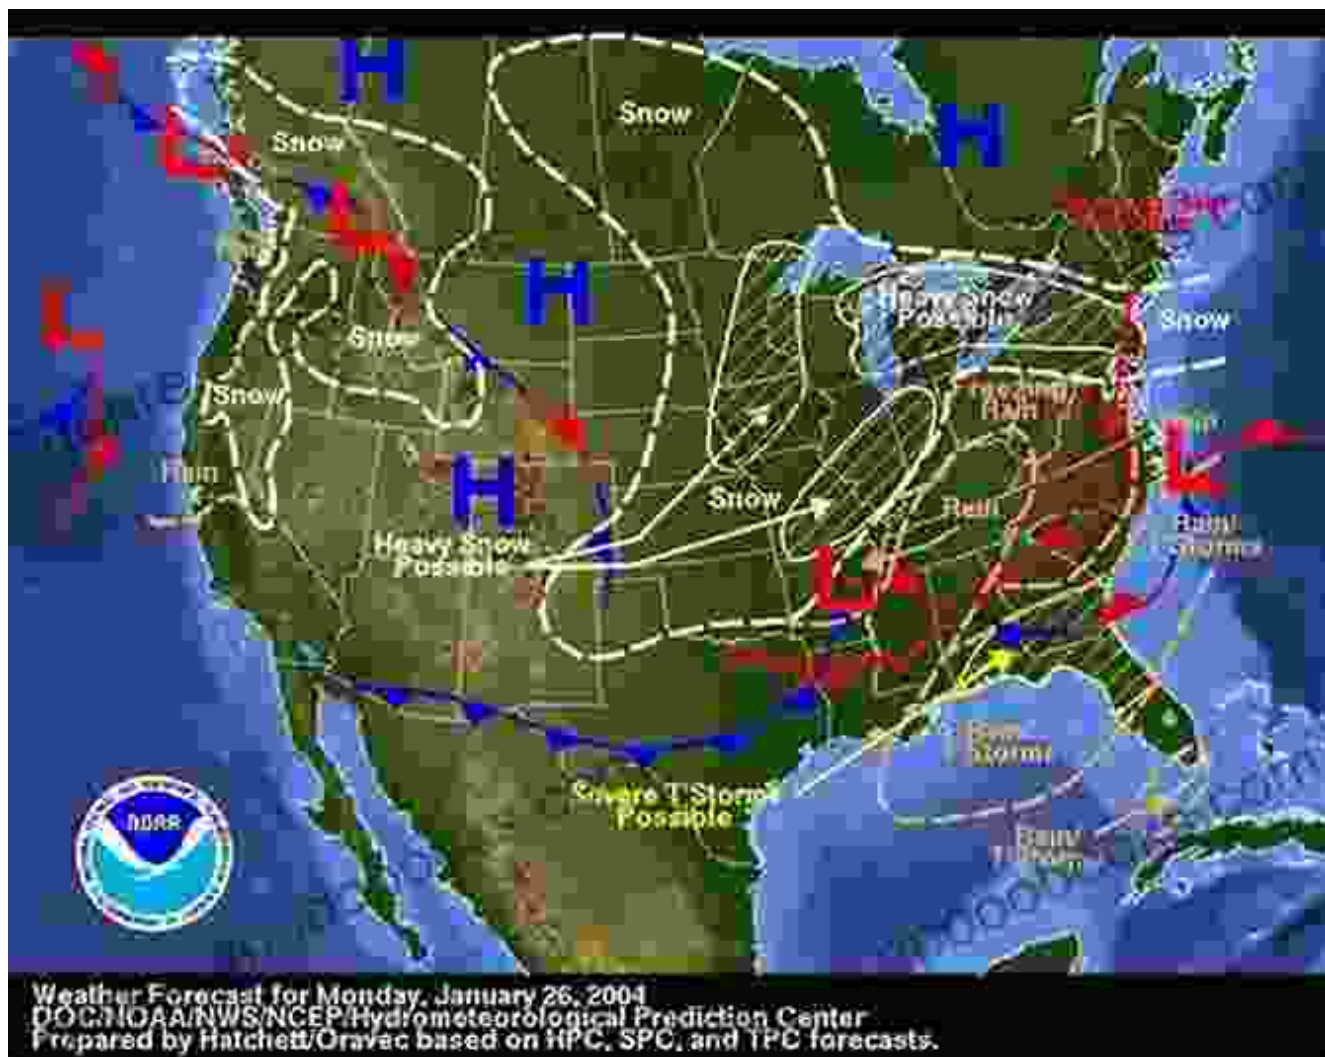 H
Snow
H
L
Snow
H
L
Snow
Heavy Snow
Possible
Snow
Snow
Rain
H
Snow
Rain
Rain
L
Rain/
Heavy Snow
Possible
L
Severe T'Storms
Possible
Rain/
NOAA
Weather Forecast for Monday, January 26, 2004
DOC/NOAA/NWS/NCEP/Hydrometeorological Prediction Center
Prepared by Hatchett/Oravec based on HPC, SPC, and TPC forecasts.